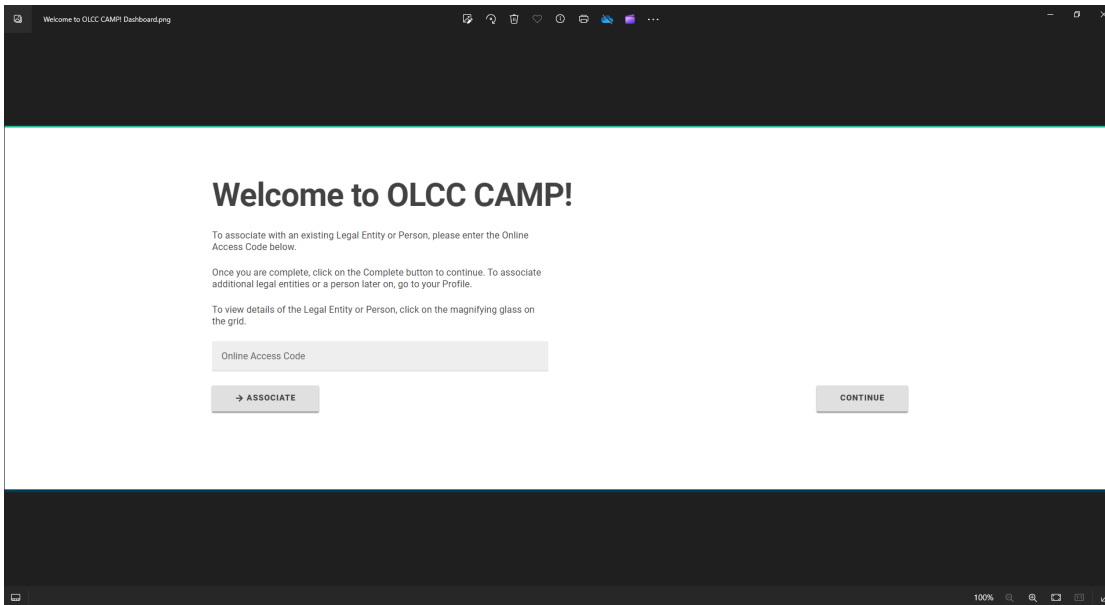 Welcome to OLCC CAMP! Dashboard.png
Welcome to OLCC CAMP!
To associate with an existing Legal Entity or Person, please enter the Online
Access Code below.
Once you are complete, click on the Complete button to continue. To associate
additional legal entities or a person later on, go to your Profile.
To view details of the Legal Entity or Person, click on the magnifying glass on
the grid.
Online Access Code
→ ASSOCIATE
CONTINUE
100%